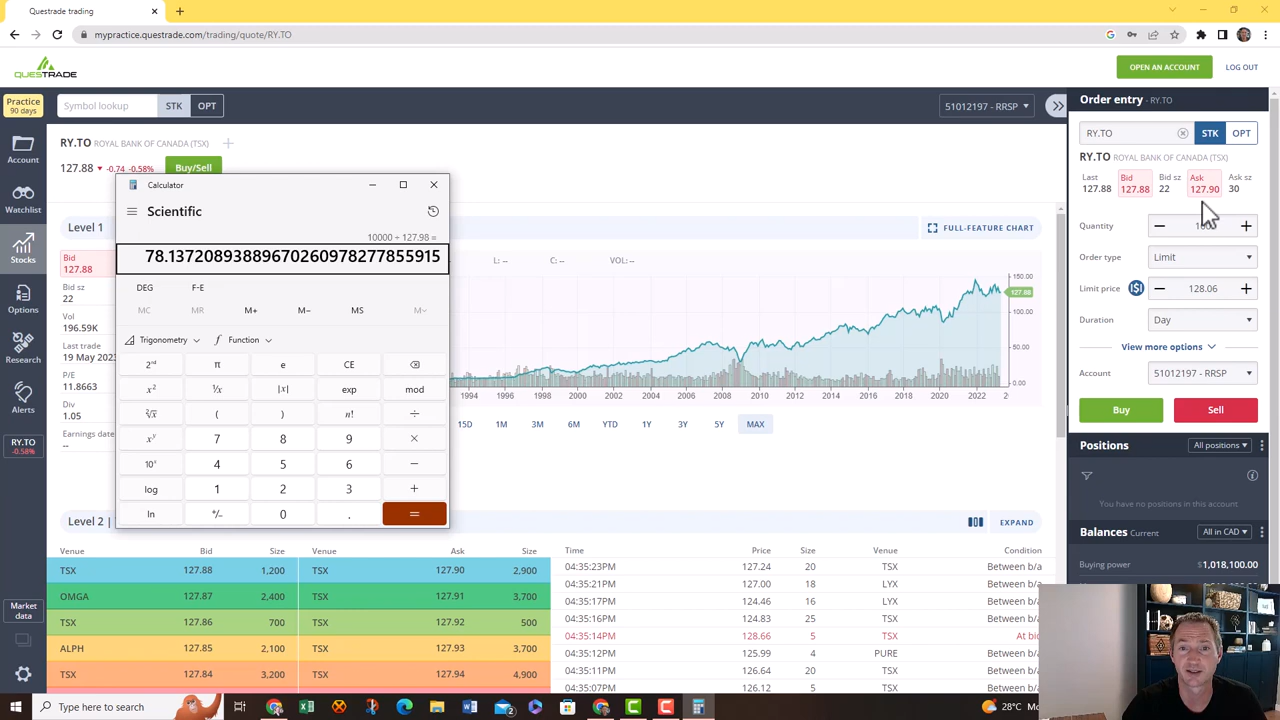 Questrade trading
mypractice.questrade.com/trading/quote/RY.TO
QUESTRADE
OPEN AN ACCOUNT
LOG OUT
Practice
90 days
Symbol lookup
STK
OPT
51012197 - RRSP
Account
Watchlist
Stocks
Options
Research
Alerts
RY.TO
-0.58%
Market
data
RY.TO ROYAL BANK OF CANADA (TSX)
127.88 -0.74 -0.58%
Buy/Sell
Level 1
FULL-FEATURE CHART
Bid
127.88
Bid sz
22
Vol
196.59K
Last trade
19 May 2023
P/E
11.8663
Div
1.05
Earnings date
--
L: --
C: --
VOL: --
150.00
127.88
100.00
50.00
0.00
1994 1996 1998 2000 2002 2004 2006 2008 2010 2012 2014 2016 2018 2020 2022
15D 1M 3M 6M YTD 1Y 3Y 5Y MAX
Calculator
Scientific
10000 ÷ 127.98 =
78.13720893889670260978277855915
DEG F-E
MC MR M+ M− MS M
Trigonometry Function
2ⁿᵈ π e CE
x² ¹/x |x| exp mod
²√x ( ) n! ÷
xʸ 7 8 9 ×
10ˣ 4 5 6 −
log 1 2 3 +
ln +/− 0 . =
Level 2 |
EXPAND
Venue Bid Size Venue Ask Size
TSX 127.88 1,200 TSX 127.90 2,900
OMGA 127.87 2,400 TSX 127.91 3,700
TSX 127.86 700 TSX 127.92 500
ALPH 127.85 2,100 TSX 127.93 3,700
TSX 127.84 3,200 TSX 127.94 4,900
Time Price Size Venue Condition
04:35:23PM 127.24 20 TSX Between b/a
04:35:21PM 127.00 18 LYX Between b/a
04:35:17PM 124.46 16 LYX Between b/a
04:35:16PM 124.83 25 TSX Between b/a
04:35:14PM 128.66 5 TSX At bid
04:35:12PM 125.99 4 PURE Between b/a
04:35:11PM 126.64 20 TSX Between b/a
04:35:07PM 126.12 5 TSX Between b/a
Order entry - RY.TO
RY.TO
STK
OPT
RY.TO ROYAL BANK OF CANADA (TSX)
Last Bid Bid sz Ask Ask sz
127.88 127.88 22 127.90 30
Quantity
Order type Limit
Limit price 128.06
Duration Day
View more options
Account 51012197 - RRSP
Buy
Sell
Positions
All positions
You have no positions in this account
Balances Current
All in CAD
Buying power $1,018,100.00
Type here to search
28°C